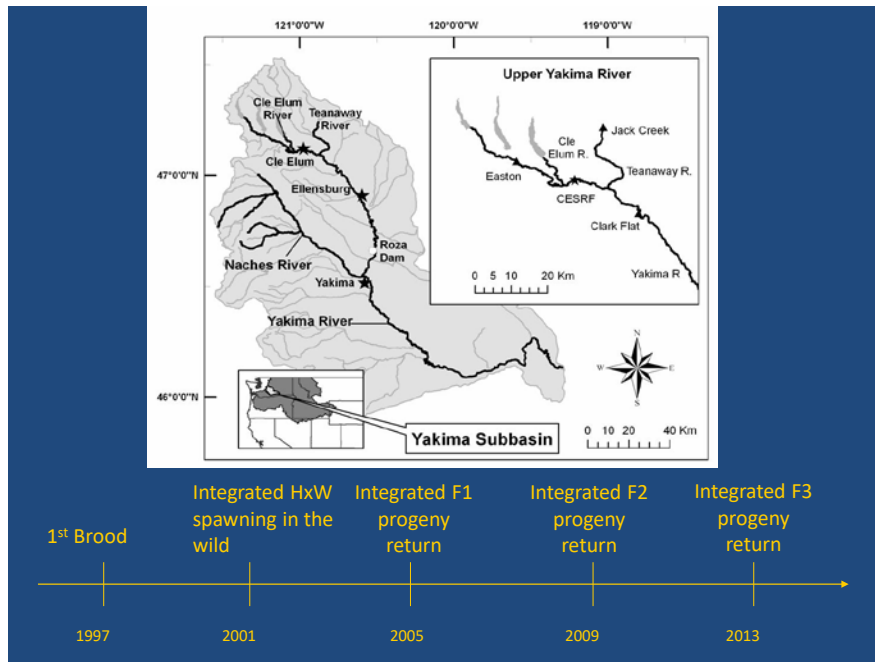 121°0'0"W
120°0'0"W
119°0'0"W
47°0'0"N
46°0'0"N
Cle Elum
River
Teanaway
River
Cle Elum
Ellensburg
Roza
Dam
Naches River
Yakima
Yakima River
Upper Yakima River
Jack Creek
Cle
Elum R.
Teanaway R.
Easton
CESRF
Clark Flat
0 5 10 20 Km
Yakima R
N
W
E
S
Yakima Subbasin
0 10 20 40 Km
1st Brood
Integrated HxW
spawning in the
wild
Integrated F1
progeny
return
Integrated F2
progeny
return
Integrated F3
progeny
return
1997
2001
2005
2009
2013